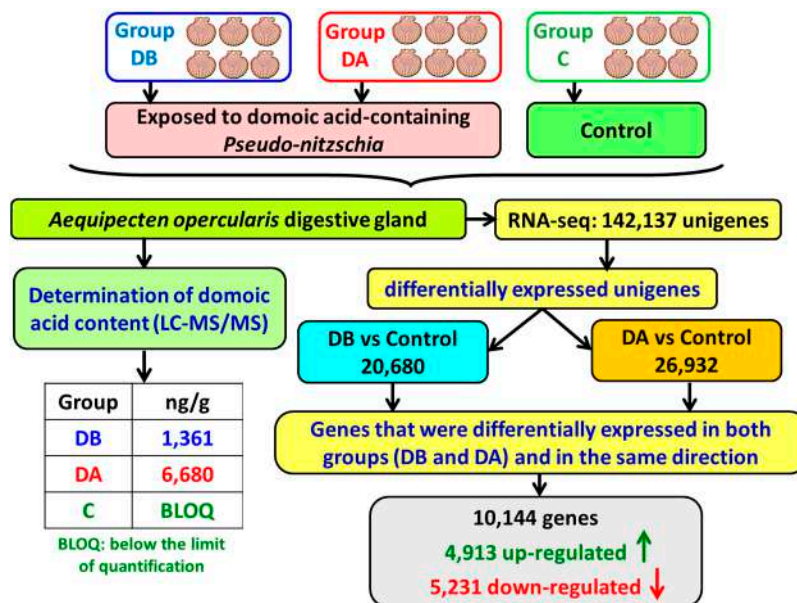 Group
DB
Group
DA
Group
C
Exposed to domoic acid-containing
Pseudo-nitzschia
Control
Aequipecten opercularis digestive gland
RNA-seq: 142,137 unigenes
Determination of domoic
acid content (LC-MS/MS)
differentially expressed unigenes
DB vs Control
20,680
DA vs Control
26,932
Group ng/g
DB 1,361
DA 6,680
C BLOQ
BLOQ: below the limit
of quantification
Genes that were differentially expressed in both
groups (DB and DA) and in the same direction
10,144 genes
4,913 up-regulated
5,231 down-regulated